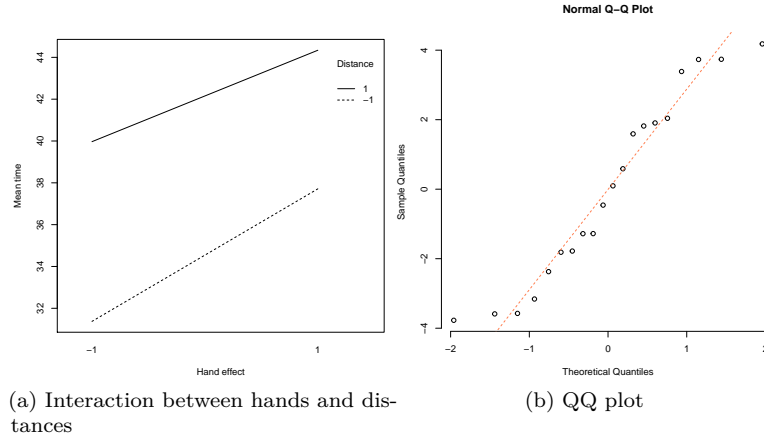 Normal Q−Q Plot
44
42
40
38
36
34
32
Mean time
−1
1
Hand effect
Distance
1
−1
4
2
0
−2
−4
Sample Quantiles
−2
−1
0
1
2
Theoretical Quantiles
(a) Interaction between hands and dis-
tances
(b) QQ plot